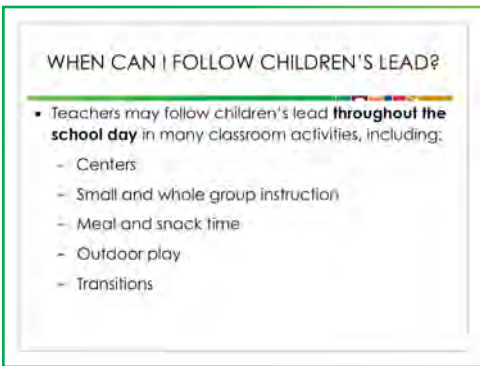 WHEN CAN I FOLLOW CHILDREN'S LEAD?
▪ Teachers may follow children's lead throughout the
school day in many classroom activities, including:
– Centers
– Small and whole group instruction
– Meal and snack time
– Outdoor play
– Transitions